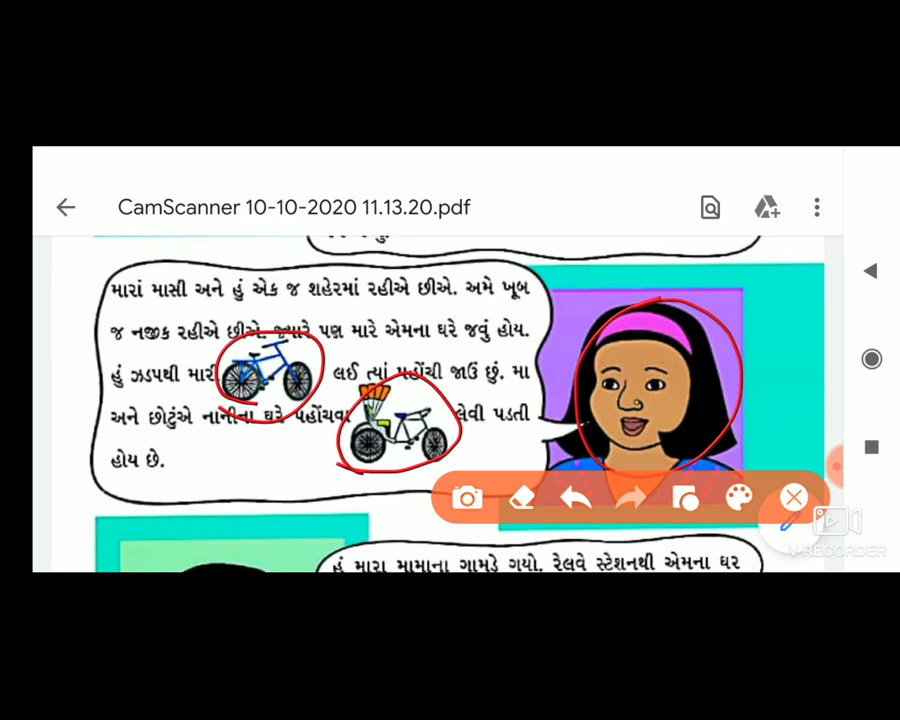 CamScanner 10-10-2020 11.13.20.pdf
મારાં માસી અને હું એક જ શહેરમાં રહીએ છીએ. અમે ખૂબ
જ નજીક રહીએ છીએ. જ્યારે પણ મારે એમના ઘરે જવું હોય.
હું ઝડપથી મારી લઈ ત્યાં પહોંચી જાઉં છું. મા
અને છોટુંએ નાનીના ઘરે પહોંચવા લેવી પડતી
હોય છે.
હું મારા મામાના ગામડે ગયો. રેલવે સ્ટેશનથી એમના ઘર
V-RECORDER